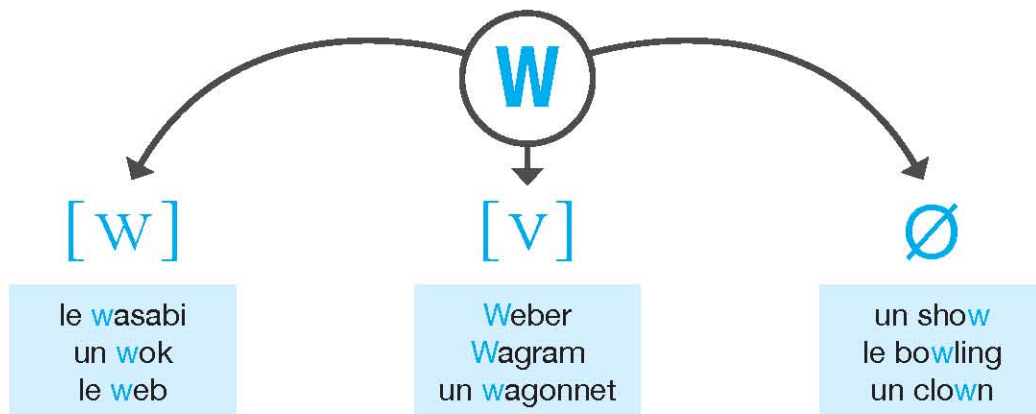 W
[w]
le wasabi
un wok
le web
[v]
Weber
Wagram
un wagonnet
Ø
un show
le bowling
un clown